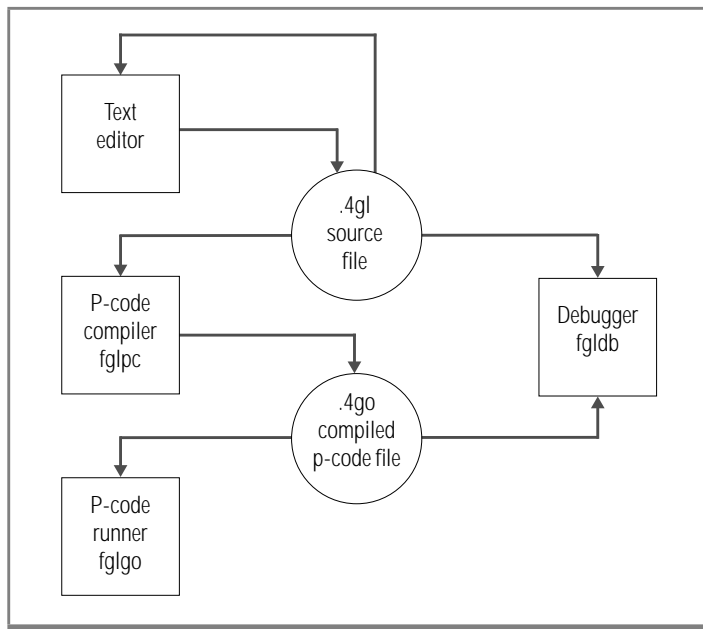 Text
editor
.4gl
source
file
P-code
compiler
fglpc
Debugger
fgldb
.4go
compiled
p-code file
P-code
runner
fglgo